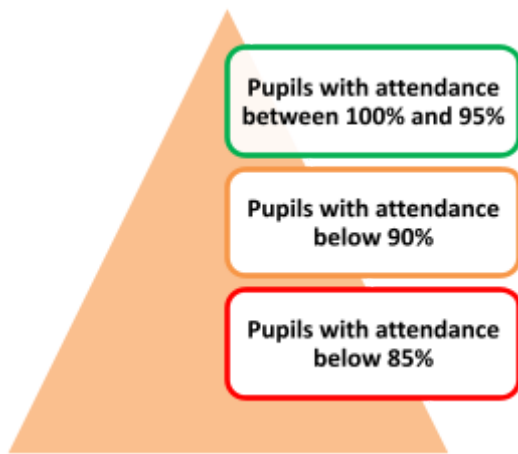 Pupils with attendance
between 100% and 95%
Pupils with attendance
below 90%
Pupils with attendance
below 85%